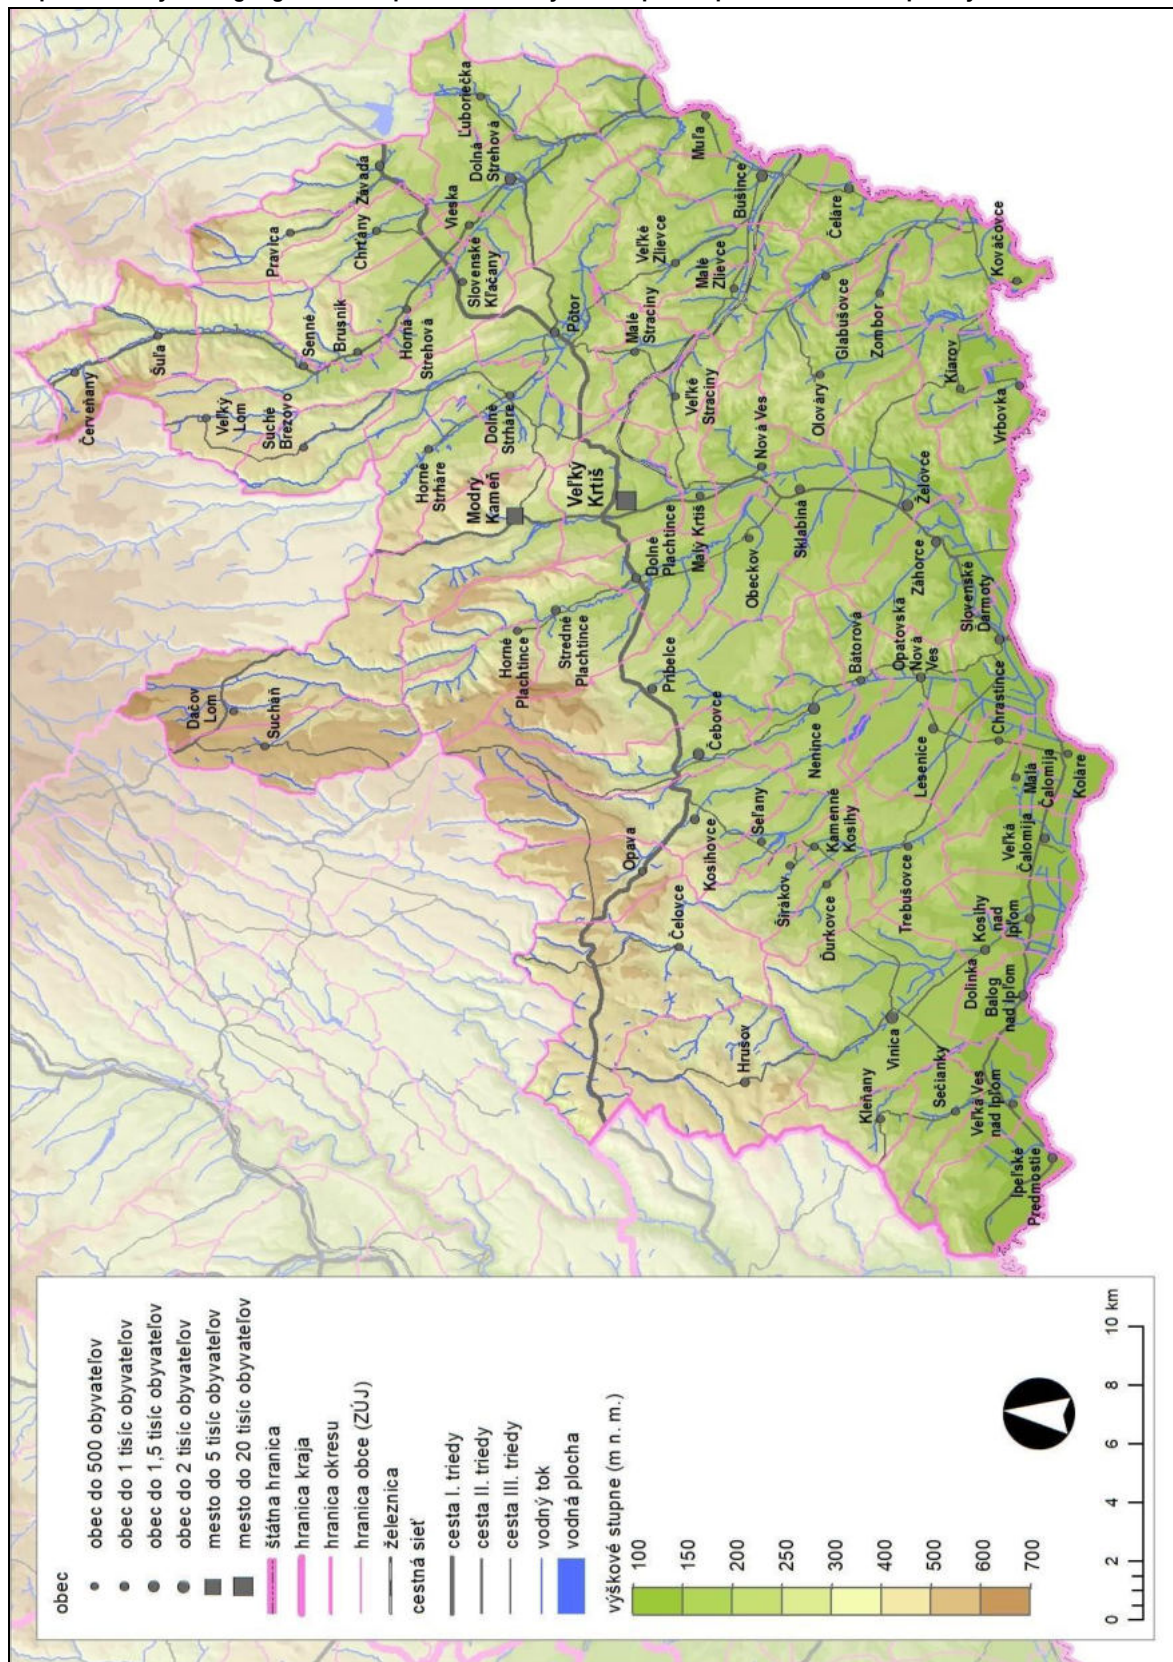 Červeňany
Šuľa
Veľký
Lom
Suché
Brezovo
Senné
Brusník
Pravica
Chrťany
Závada
Ľuboriečka
Dolná
Strehová
Vieska
Slovenské
Kľačany
Horná
Strehová
Horné
Strháre
Dolné
Strháre
Modrý
Kameň
Veľký
Krtíš
Pôtor
Malé
Straciny
Veľké
Straciny
Veľké
Zlievce
Malé
Zlievce
Muľa
Bušince
Čeláre
Kováčovce
Glabušovce
Zombor
Olováry
Kiarov
Vrbovka
Nová Ves
Malý Krtíš
Sklabiná
Želovce
Záhorce
Obeckov
Slovenské
Ďarmoty
Dolné
Plachtince
Stredné
Plachtince
Horné
Plachtince
Príbelce
Dačov
Lom
Sucháň
Čebovce
Nenince
Bátorová
Opatovská
Nová
Ves
Lesenice
Chrastince
Malá
Čalomija
Koláre
Veľká
Čalomija
Opava
Kosihovce
Seľany
Kamenné
Kosihy
Širákov
Ďurkovce
Trebušovce
Čelovce
Kosihy
nad
Ipľom
Dolinka
Balog
nad Ipľom
Vinica
Hrušov
Kleňany
Sečianky
Veľká Ves
nad Ipľom
Ipeľské
Predmostie
obec
obec do 500 obyvateľov
obec do 1 tisíc obyvateľov
obec do 1,5 tisíc obyvateľov
obec do 2 tisíc obyvateľov
mesto do 5 tisíc obyvateľov
mesto do 20 tisíc obyvateľov
štátna hranica
hranica kraja
hranica okresu
hranica obce (ZÚJ)
železnica
cestná sieť
cesta I. triedy
cesta II. triedy
cesta III. triedy
vodný tok
vodná plocha
výškové stupne (m n. m.)
100
150
200
250
300
400
500
600
700
0 2 4 6 8 10 km